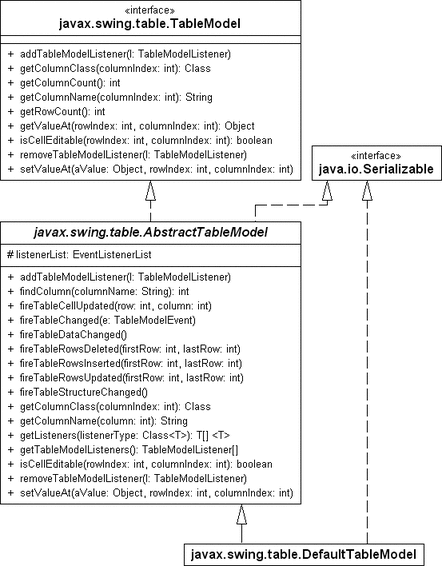 «interface»
javax.swing.table.TableModel
+ addTableModelListener(l: TableModelListener)
+ getColumnClass(columnIndex: int): Class
+ getColumnCount(): int
+ getColumnName(columnIndex: int): String
+ getRowCount(): int
+ getValueAt(rowIndex: int, columnIndex: int): Object
+ isCellEditable(rowIndex: int, columnIndex: int): boolean
+ removeTableModelListener(l: TableModelListener)
+ setValueAt(aValue: Object, rowIndex: int, columnIndex: int)
«interface»
java.io.Serializable
javax.swing.table.AbstractTableModel
# listenerList: EventListenerList
+ addTableModelListener(l: TableModelListener)
+ findColumn(columnName: String): int
+ fireTableCellUpdated(row: int, column: int)
+ fireTableChanged(e: TableModelEvent)
+ fireTableDataChanged()
+ fireTableRowsDeleted(firstRow: int, lastRow: int)
+ fireTableRowsInserted(firstRow: int, lastRow: int)
+ fireTableRowsUpdated(firstRow: int, lastRow: int)
+ fireTableStructureChanged()
+ getColumnClass(columnIndex: int): Class
+ getColumnName(column: int): String
+ getListeners(listenerType: Class<T>): T[] <T>
+ getTableModelListeners(): TableModelListener[]
+ isCellEditable(rowIndex: int, columnIndex: int): boolean
+ removeTableModelListener(l: TableModelListener)
+ setValueAt(aValue: Object, rowIndex: int, columnIndex: int)
javax.swing.table.DefaultTableModel